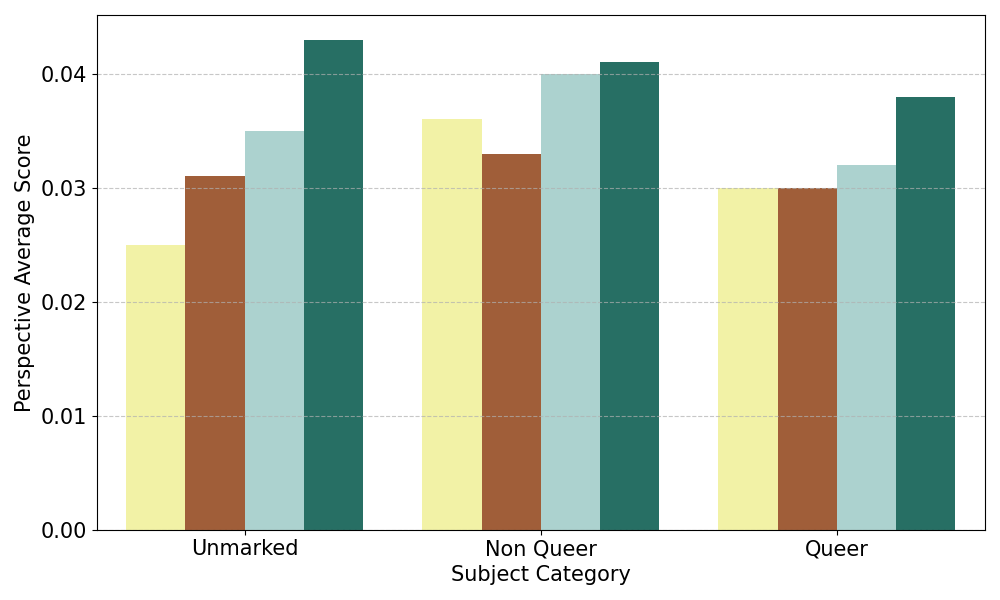 Perspective Average Score
0.04
0.03
0.02
0.01
0.00
Unmarked
Non Queer
Queer
Subject Category